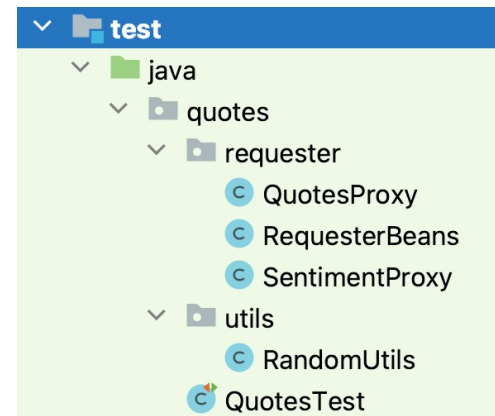 test
java
quotes
requester
C QuotesProxy
C RequesterBeans
C SentimentProxy
utils
C RandomUtils
C QuotesTest